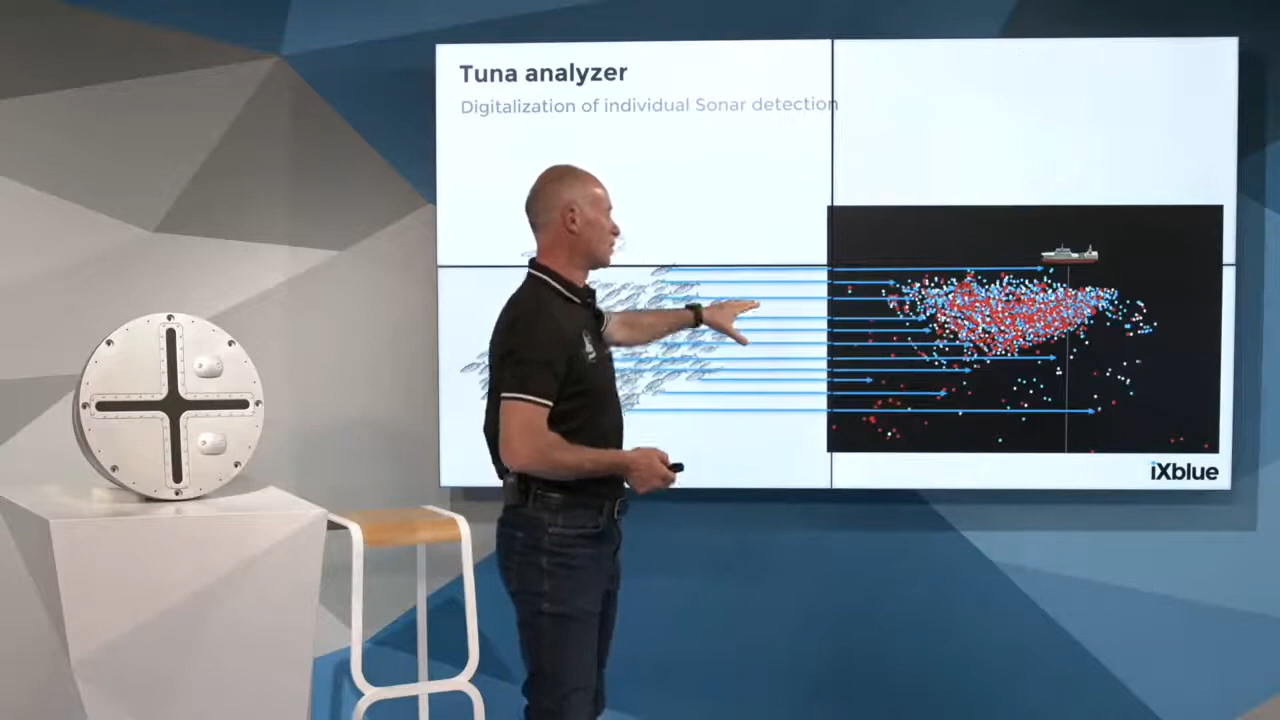 Tuna analyzer
Digitalization of individual Sonar detection
iXblue